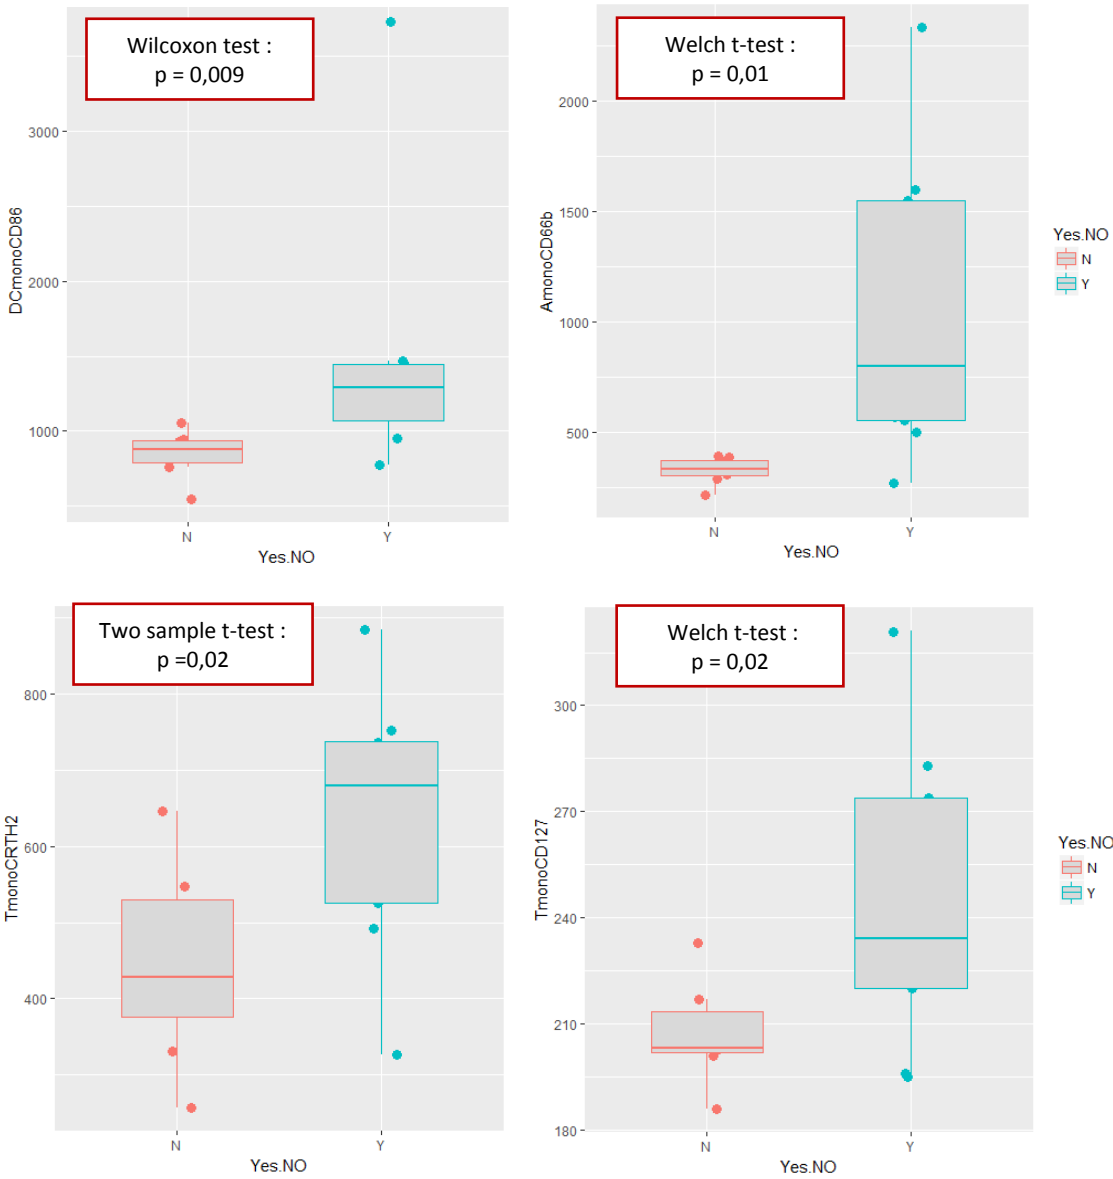 Wilcoxon test :
p = 0,009
DCmonoCD86
3000
2000
1000
N
Y
Yes.NO
Welch t-test :
p = 0,01
AmonoCD66b
2000
1500
1000
500
N
Y
Yes.NO
Yes.NO
N
Y
Two sample t-test :
p =0,02
TmonoCRTH2
800
600
400
N
Y
Yes.NO
Welch t-test :
p = 0,02
TmonoCD127
300
270
240
210
180
N
Y
Yes.NO
Yes.NO
N
Y